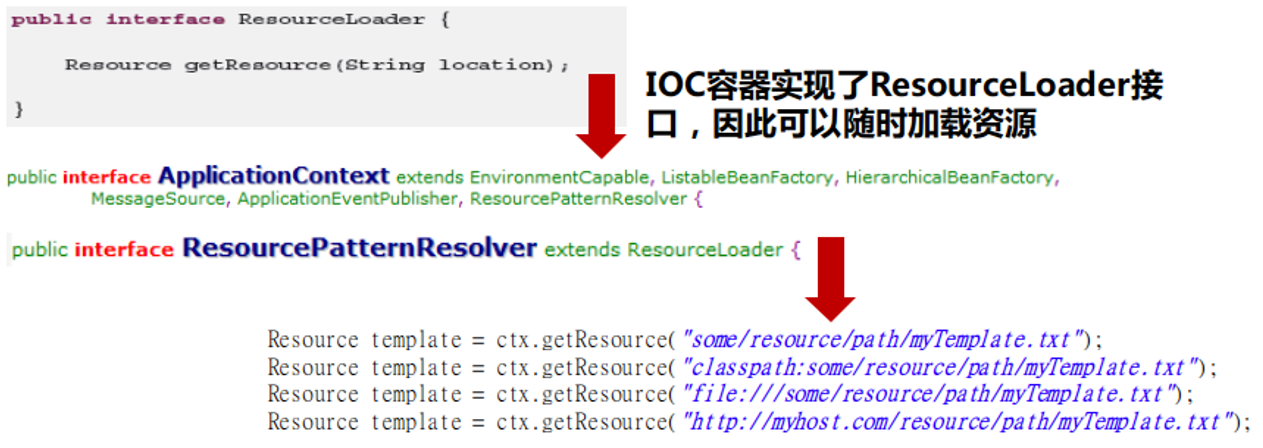 public interface ResourceLoader {
Resource getResource(String location);
}
IOC容器实现了ResourceLoader接
口，因此可以随时加载资源
public interface ApplicationContext extends EnvironmentCapable, ListableBeanFactory, HierarchicalBeanFactory,
MessageSource, ApplicationEventPublisher, ResourcePatternResolver {
public interface ResourcePatternResolver extends ResourceLoader {
Resource template = ctx.getResource("some/resource/path/myTemplate.txt");
Resource template = ctx.getResource("classpath:some/resource/path/myTemplate.txt");
Resource template = ctx.getResource("file:///some/resource/path/myTemplate.txt");
Resource template = ctx.getResource("http://myhost.com/resource/path/myTemplate.txt");